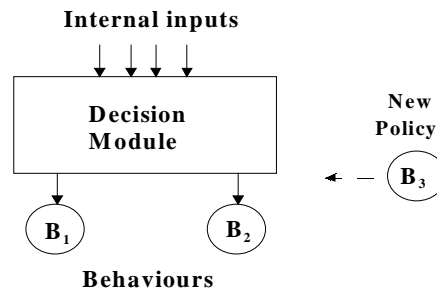 Internal inputs
Decision
Module
New
Policy
B3
B1
B2
Behaviours